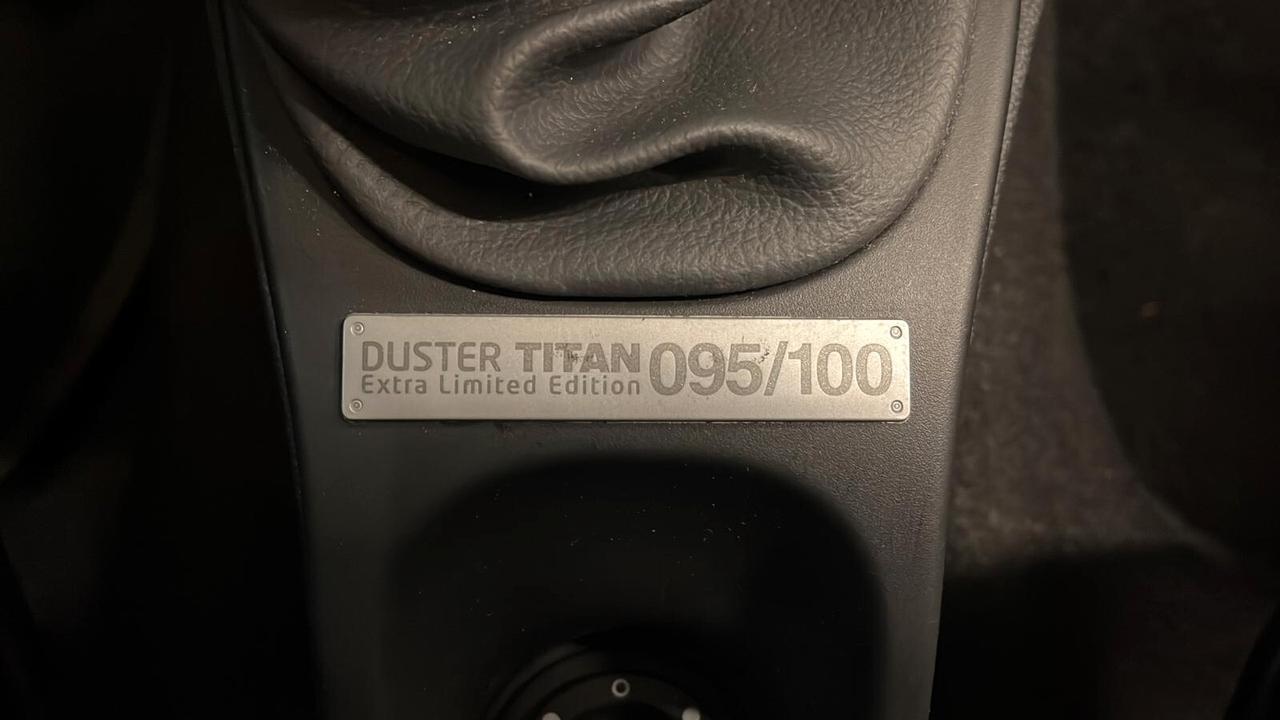 DUSTER TITAN 095/100
Extra Limited Edition